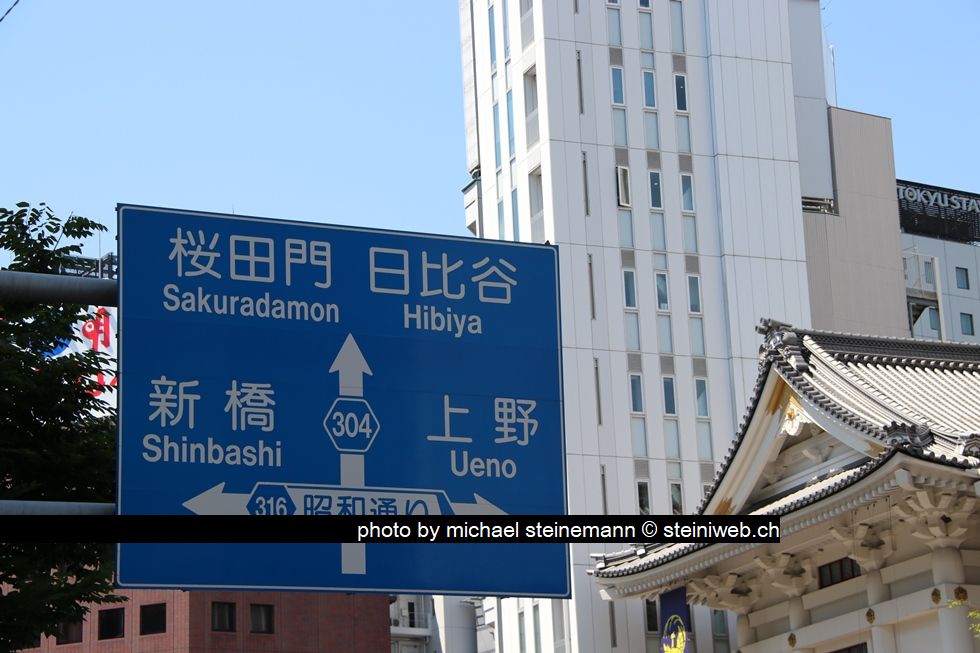 桜田門 日比谷
Sakuradamon Hibiya
304
新橋 上野
Shinbashi Ueno
316 昭和通り
photo by michael steinemann © steiniweb.ch
TOKYU STA